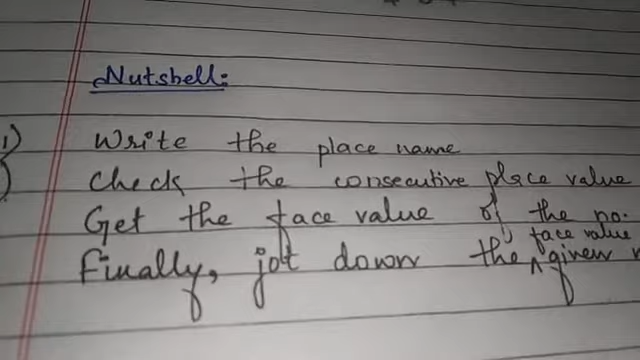 Nutshell:
1) Write the place name
Check the consecutive place value
Get the face value of the no.
face value
Finally, jot down the ^ given